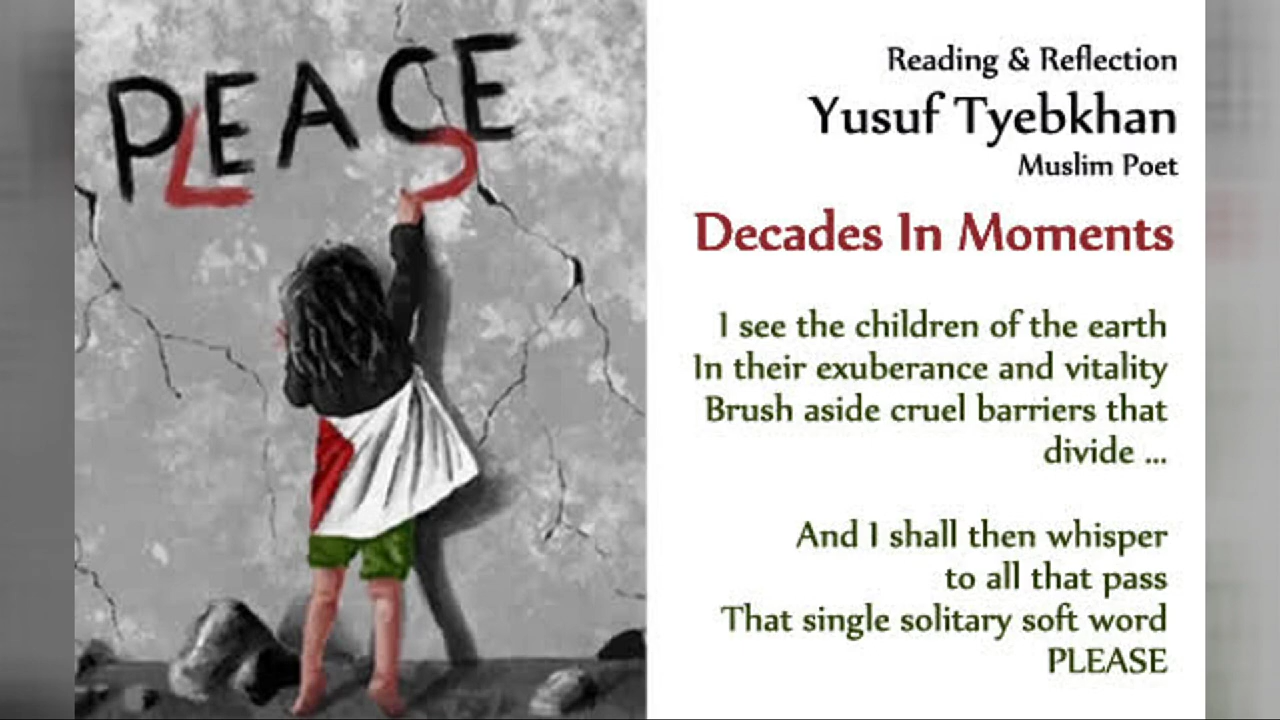 PLEASE
Reading & Reflection
Yusuf Tyebkhan
Muslim Poet
Decades In Moments
I see the children of the earth
In their exuberance and vitality
Brush aside cruel barriers that
divide ...
And I shall then whisper
to all that pass
That single solitary soft word
PLEASE